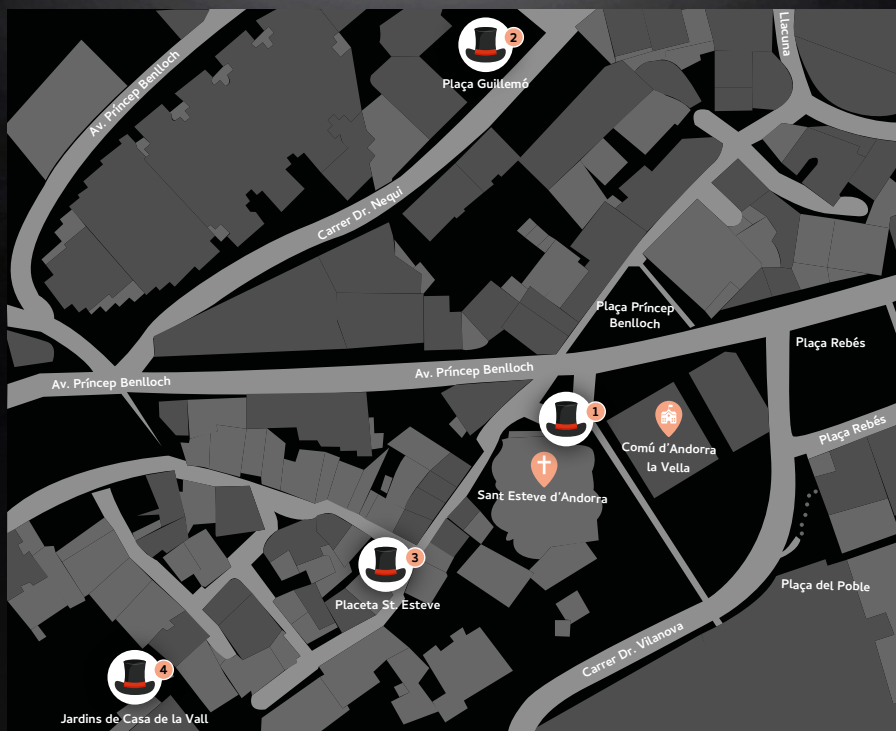 Llacuna
2
Plaça Guillemó
Av. Príncep Benlloch
Carrer Dr. Nequi
Plaça Príncep
Benlloch
Plaça Rebés
Av. Príncep Benlloch
Av. Príncep Benlloch
1
Plaça Rebés
Comú d'Andorra
la Vella
Sant Esteve d'Andorra
3
Plaça del Poble
Placeta St. Esteve
Carrer Dr. Vilanova
4
Jardins de Casa de la Vall